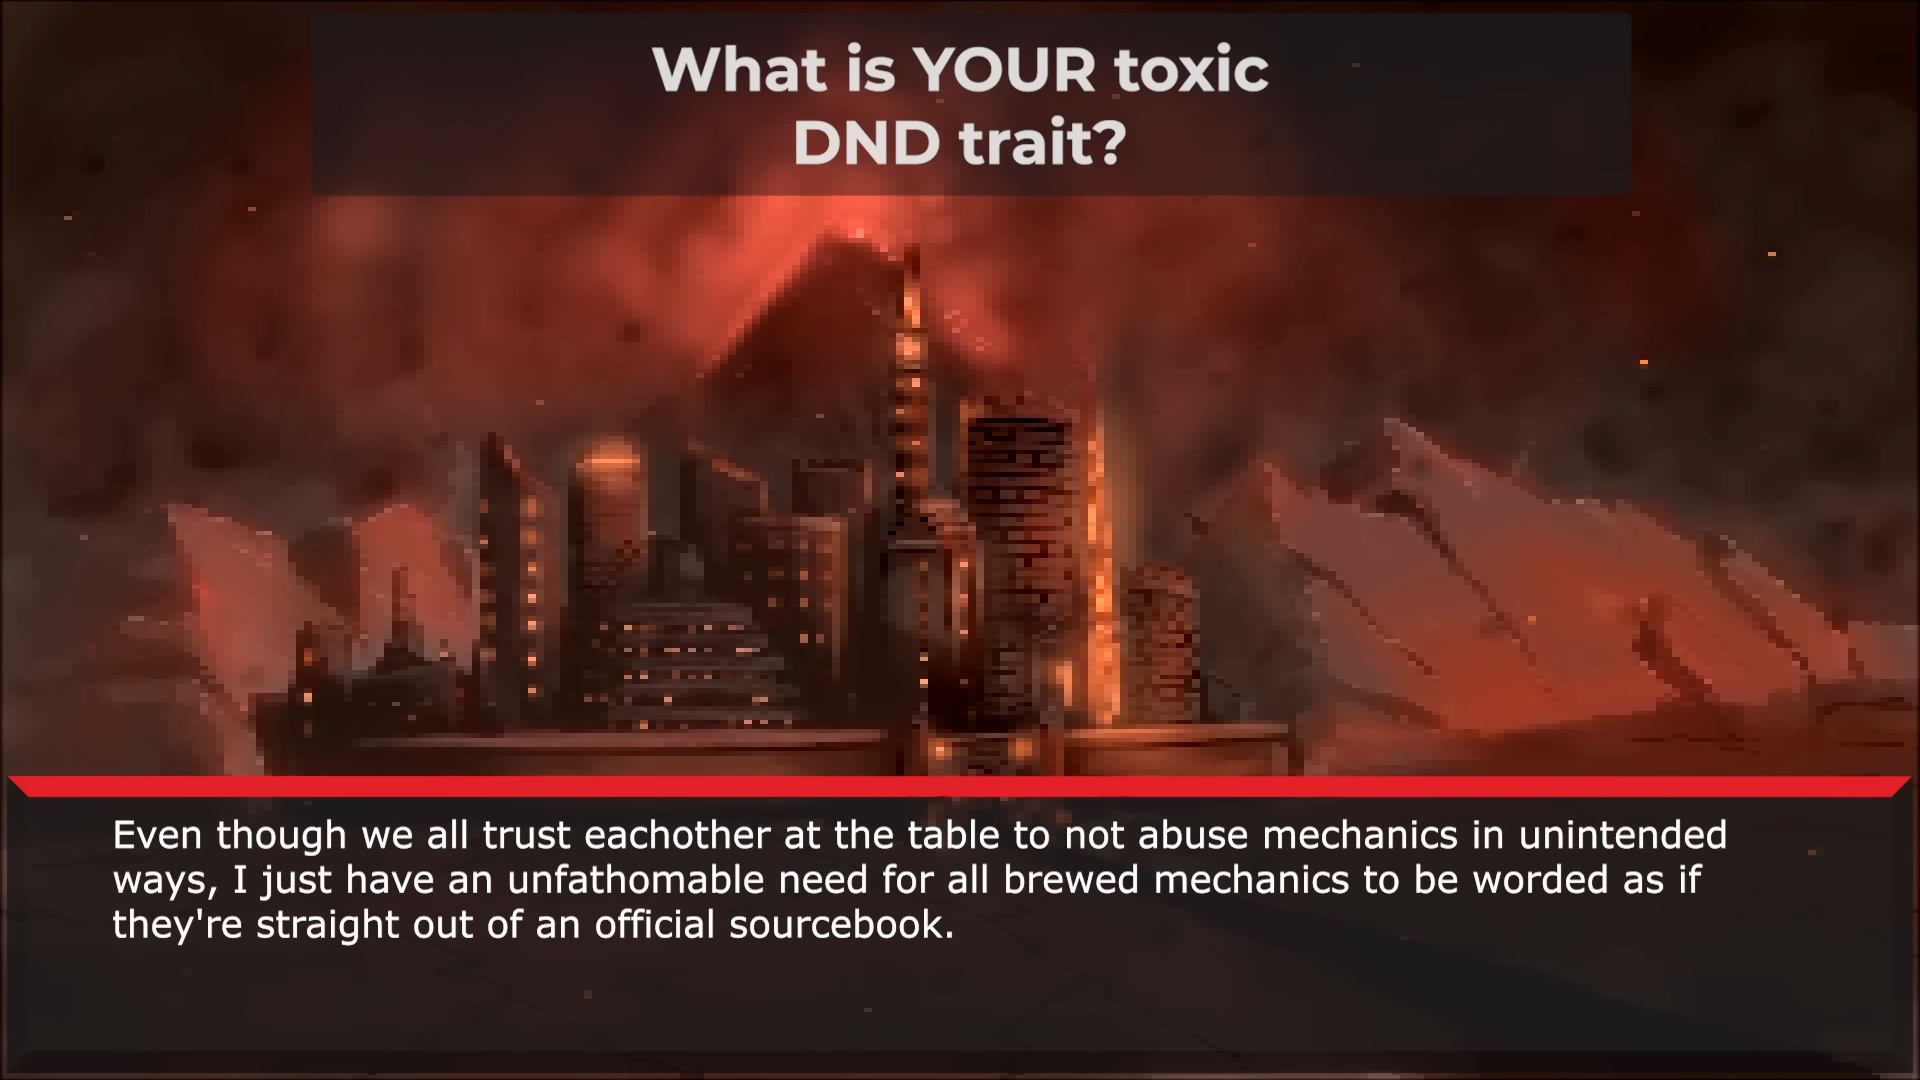 What is YOUR toxic
DND trait?
Even though we all trust eachother at the table to not abuse mechanics in unintended
ways, I just have an unfathomable need for all brewed mechanics to be worded as if
they're straight out of an official sourcebook.